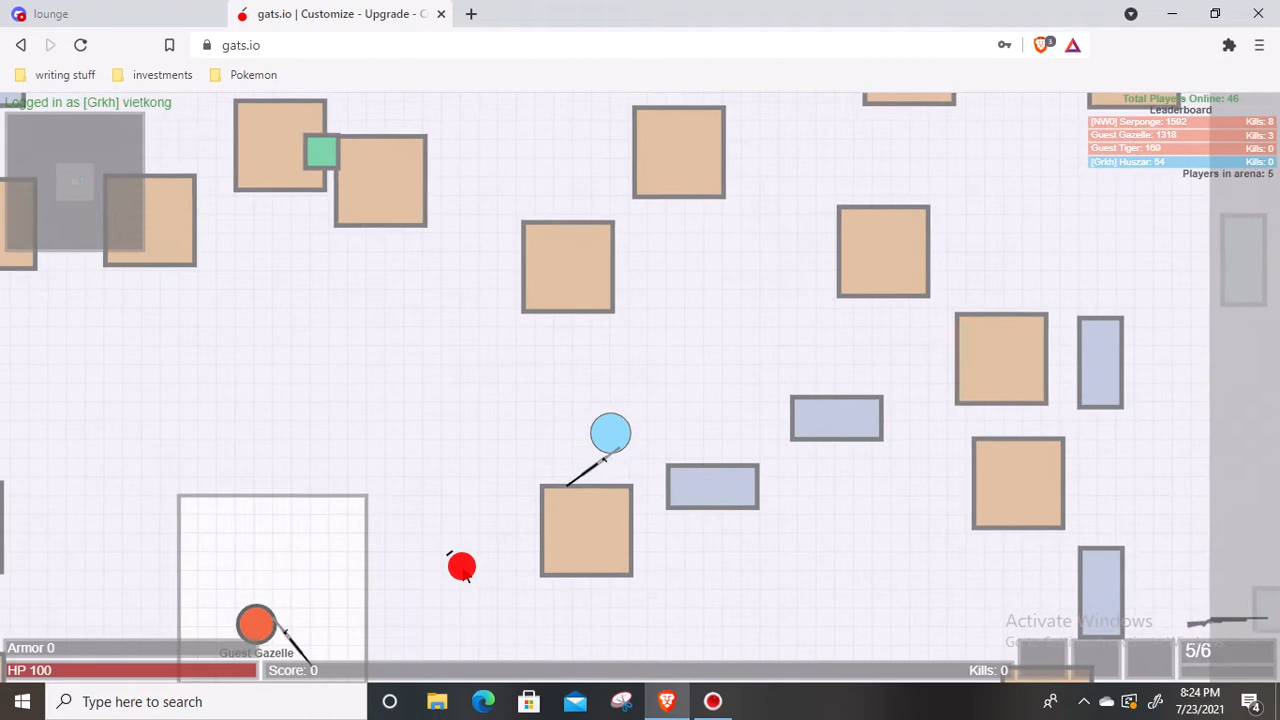 lounge
gats.io | Customize - Upgrade - C
gats.io
3
writing stuff
investments
Pokemon
Logged in as [Grkh] vietkong
Total Players Online: 46
Leaderboard
[NW0] Serponge: 1592 Kills: 8
Guest Gazelle: 1318 Kills: 3
Guest Tiger: 169 Kills: 0
[Grkh] Huszar: 54 Kills: 0
Players in arena: 5
Activate Windows
Armor 0
Guest Gazelle
HP 100
Score: 0
Kills: 0
5/6
Type here to search
8:24 PM
7/23/2021
4